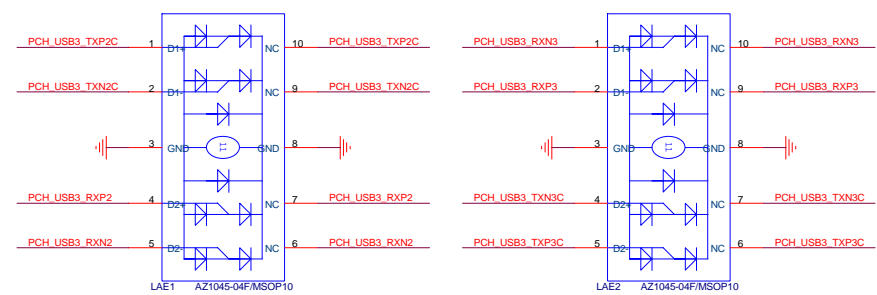 PCH_USB3_TXP2C 1 D1+ NC 10 PCH_USB3_TXP2C
PCH_USB3_TXN2C 2 D1- NC 9 PCH_USB3_TXN2C
3 GND 11 GND 8
PCH_USB3_RXP2 4 D2+ NC 7 PCH_USB3_RXP2
PCH_USB3_RXN2 5 D2- NC 6 PCH_USB3_RXN2
LAE1 AZ1045-04F/MSOP10
PCH_USB3_RXN3 1 D1+ NC 10 PCH_USB3_RXN3
PCH_USB3_RXP3 2 D1- NC 9 PCH_USB3_RXP3
3 GND 11 GND 8
PCH_USB3_TXN3C 4 D2+ NC 7 PCH_USB3_TXN3C
PCH_USB3_TXP3C 5 D2- NC 6 PCH_USB3_TXP3C
LAE2 AZ1045-04F/MSOP10